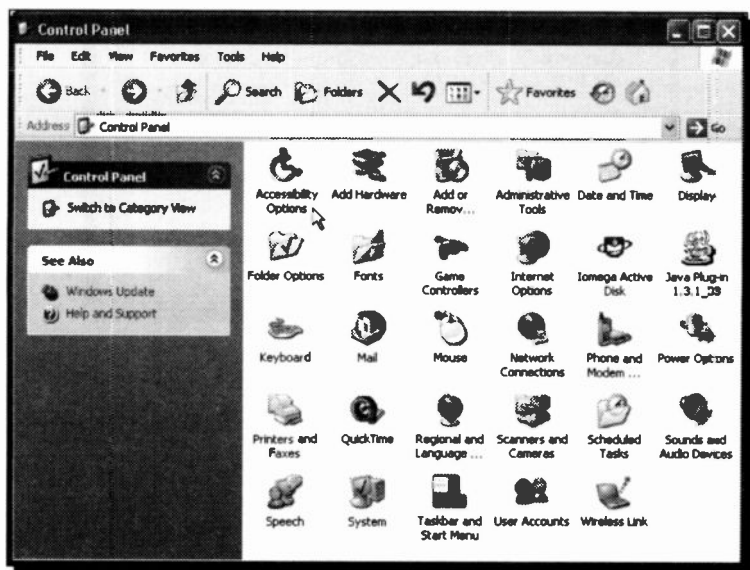 Control Panel
File Edit View Favorites Tools Help
Back Search Folders Favorites
Address Control Panel Go
Control Panel
Switch to Category View
See Also
Windows Update
Help and Support
Accessibility Options
Add Hardware
Add or Remov...
Administrative Tools
Date and Time
Display
Folder Options
Fonts
Game Controllers
Internet Options
Iomega Active Disk
Java Plug-in 1.3.1_03
Keyboard
Mail
Mouse
Network Connections
Phone and Modem ...
Power Options
Printers and Faxes
QuickTime
Regional and Language ...
Scanners and Cameras
Scheduled Tasks
Sounds and Audio Devices
Speech
System
Taskbar and Start Menu
User Accounts
Wireless Link